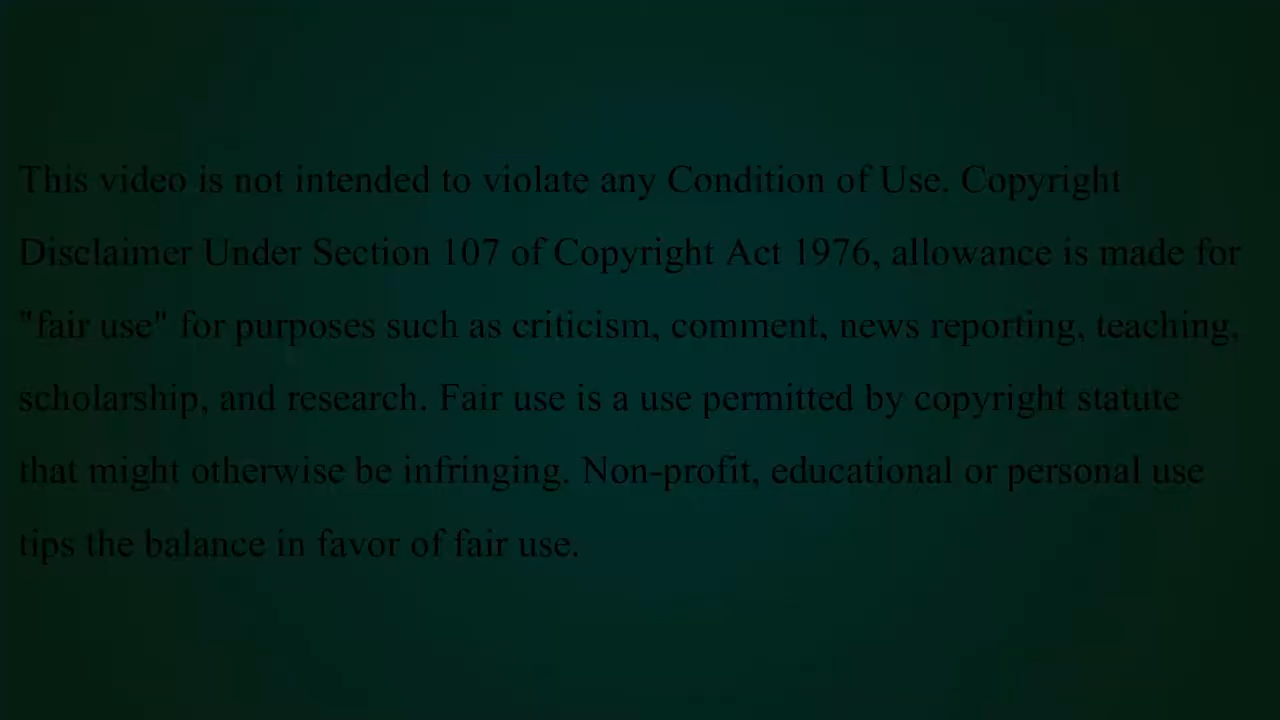 This video is not intended to violate any Condition of Use. Copyright
Disclaimer Under Section 107 of Copyright Act 1976, allowance is made for
"fair use" for purposes such as criticism, comment, news reporting, teaching,
scholarship, and research. Fair use is a use permitted by copyright statute
that might otherwise be infringing. Non-profit, educational or personal use
tips the balance in favor of fair use.